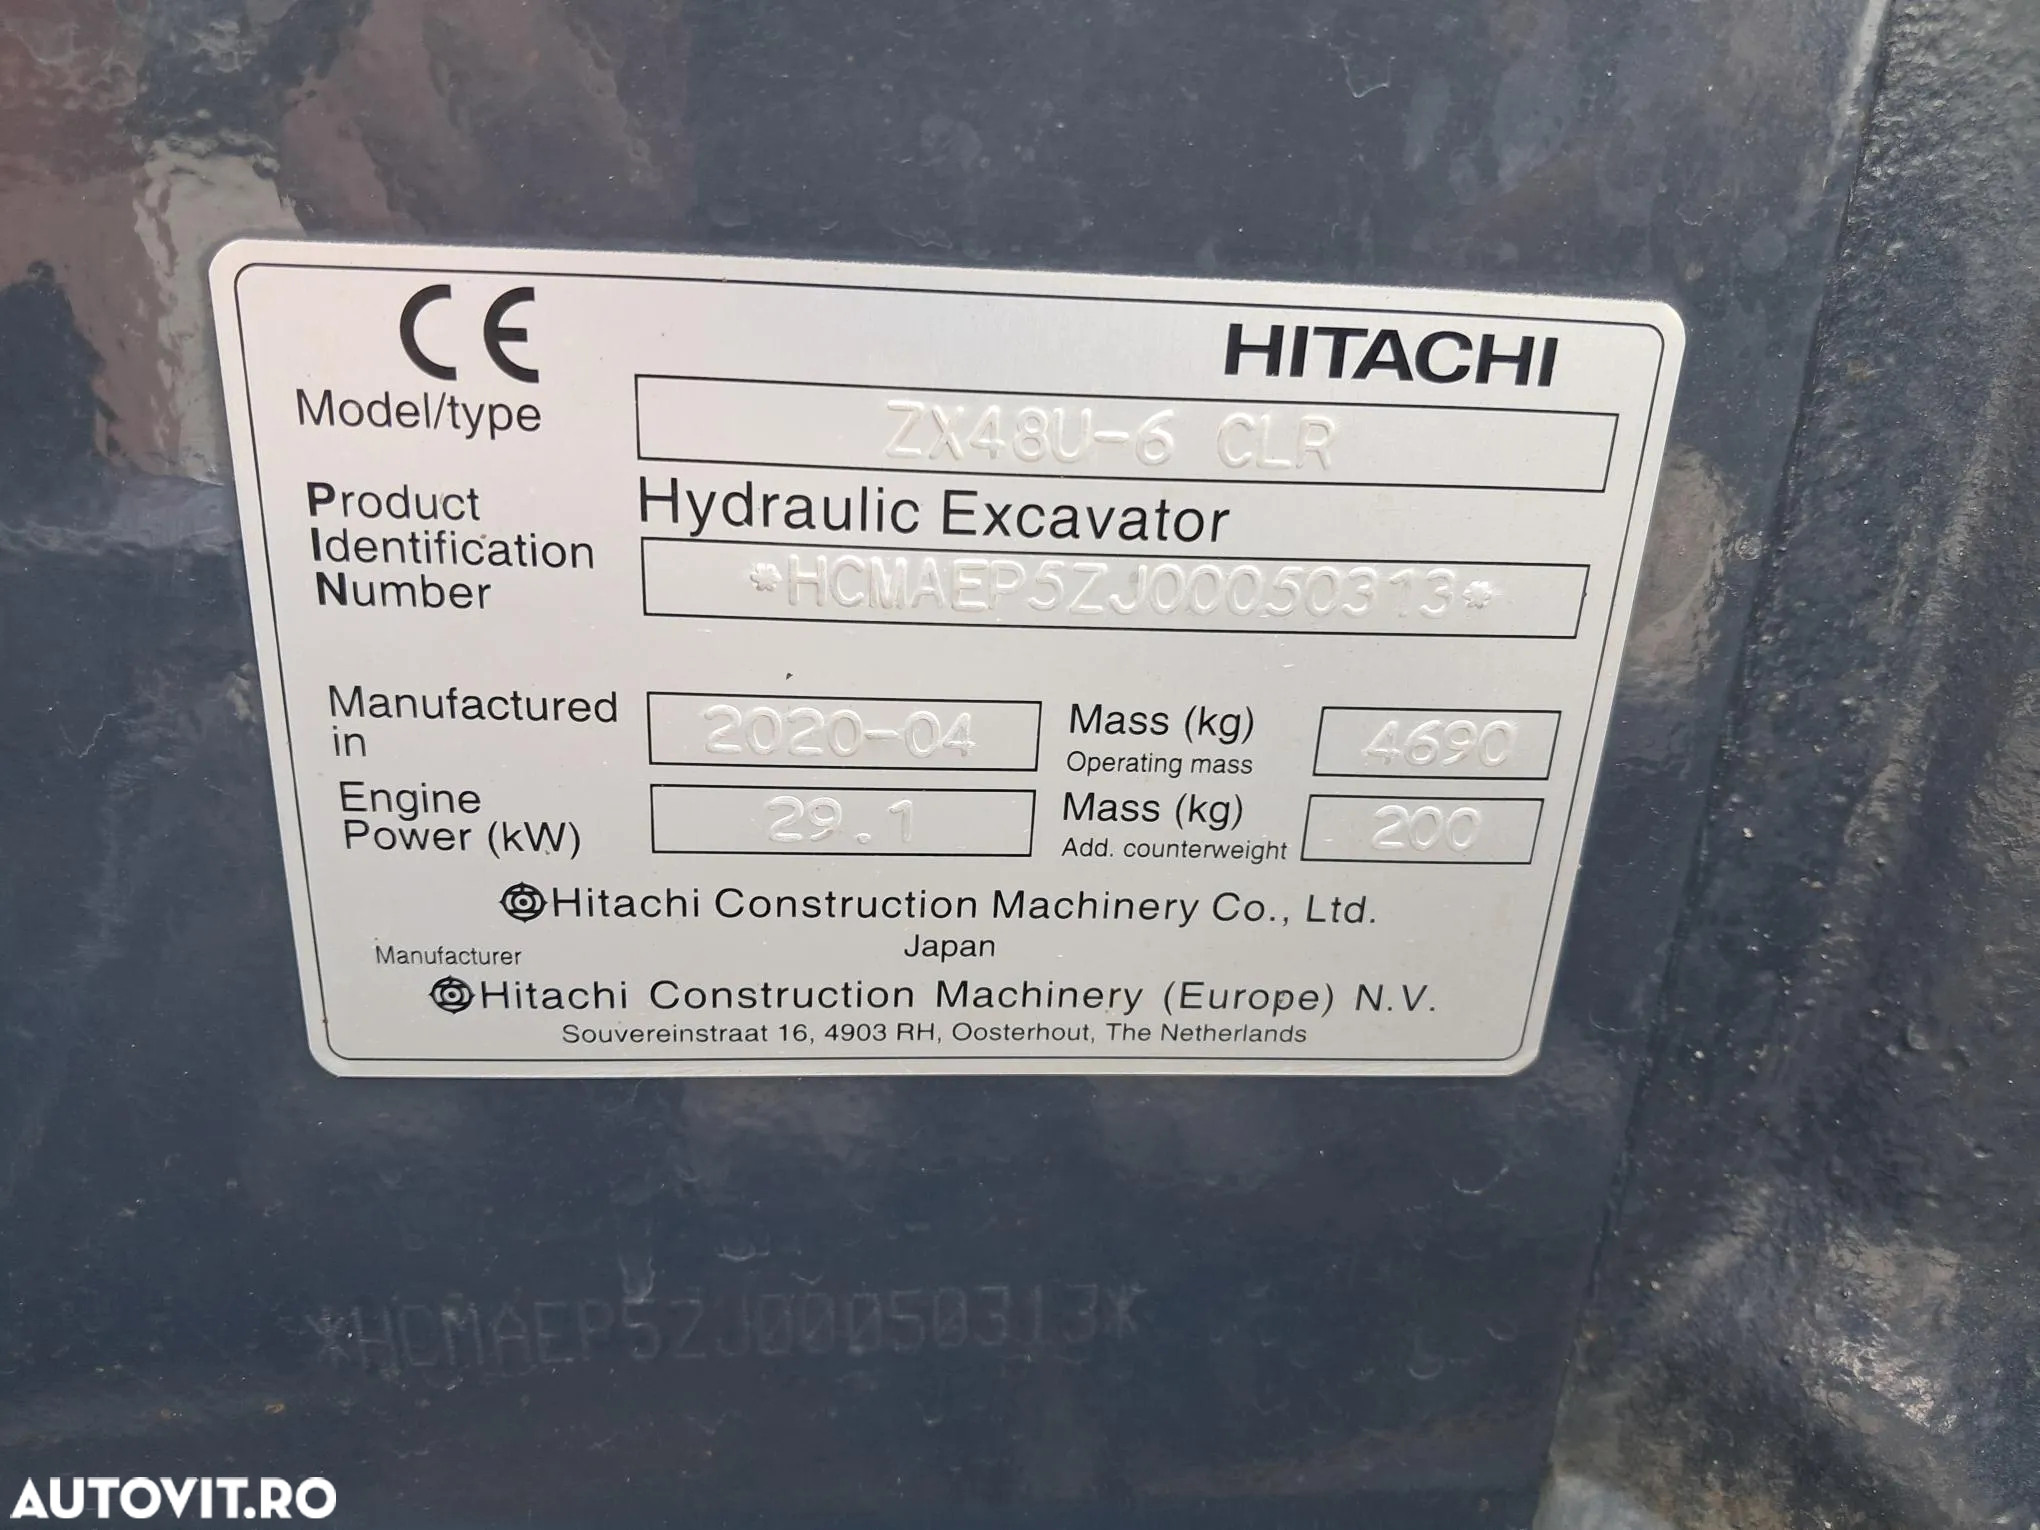 CE
HITACHI
Model/type
ZX48U-6 CLR
Hydraulic Excavator
Product
Identification
Number
*HCMAEP5ZJ00050313*
Manufactured
in
2020-04
Mass (kg)
Operating mass
4690
Engine
Power (kW)
29.1
Mass (kg)
Add. counterweight
200
Hitachi Construction Machinery Co., Ltd.
Japan
Manufacturer
Hitachi Construction Machinery (Europe) N.V.
Souvereinstraat 16, 4903 RH, Oosterhout, The Netherlands
*HCMAEP5ZJ00050313*
AUTOVIT.RO